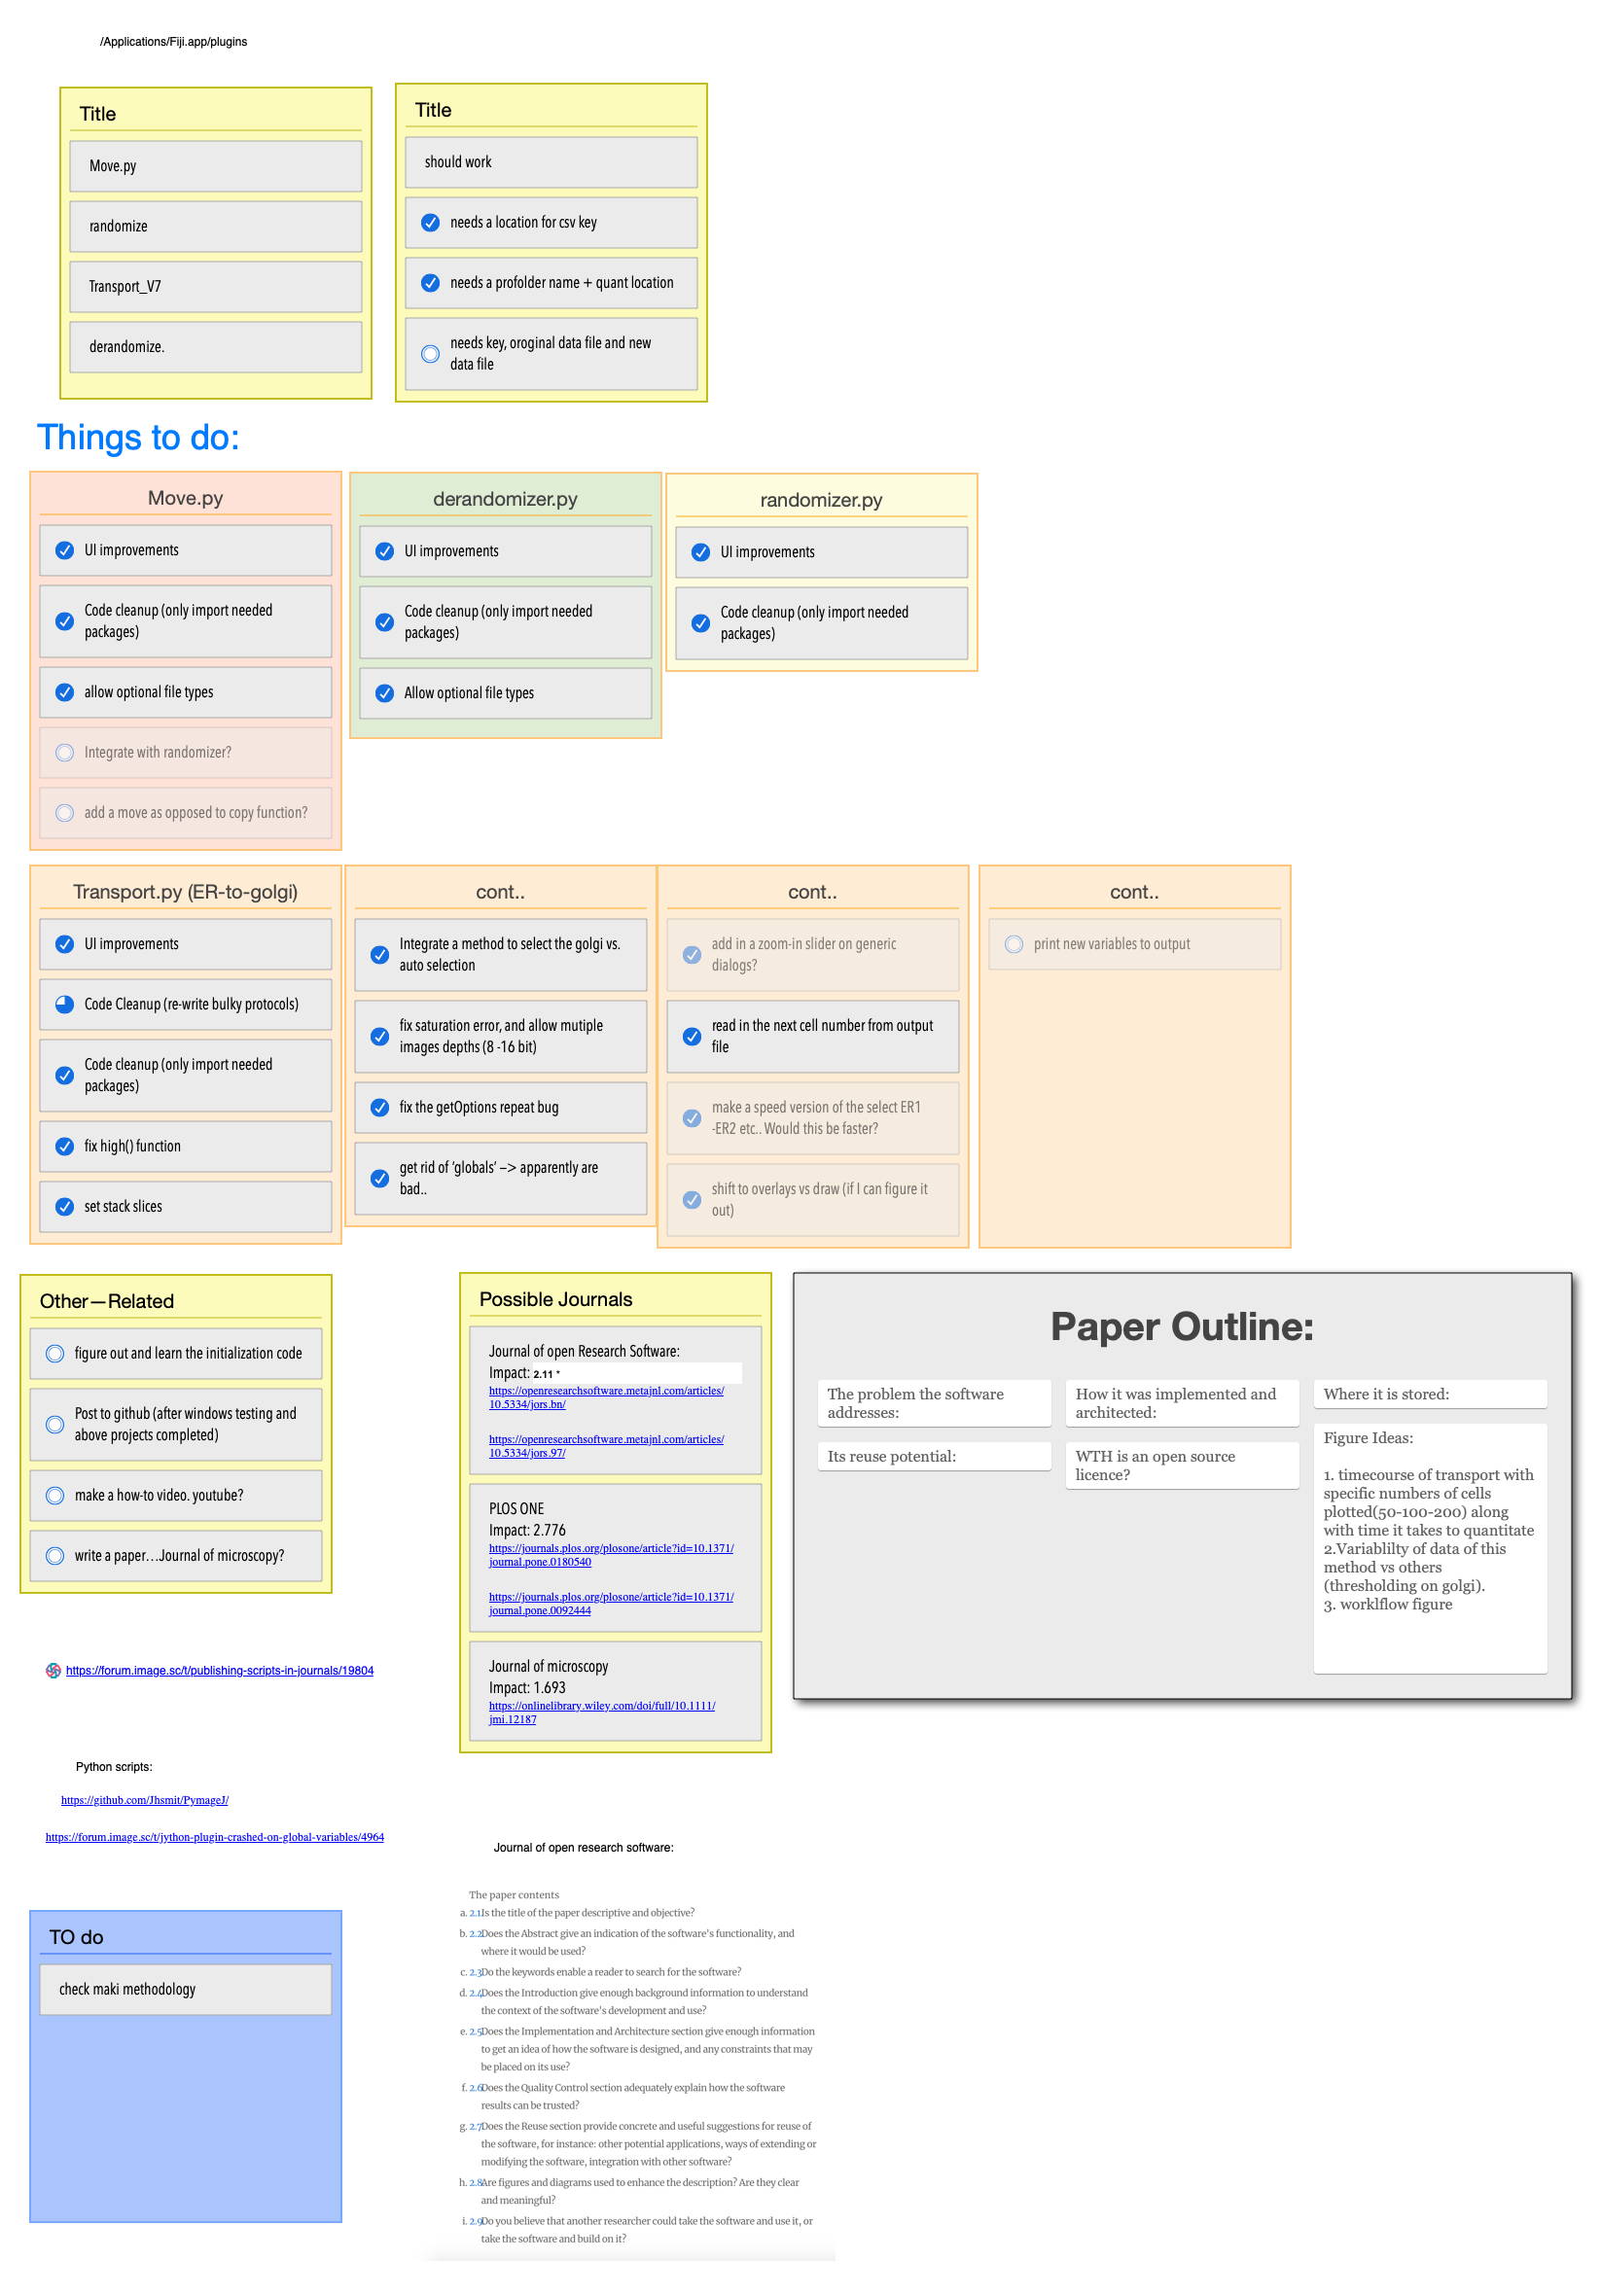 /Applications/Fiji.app/plugins
Title
Move.py
randomize
Transport_V7
derandomize.
Title
should work
needs a location for csv key
needs a profolder name + quant location
needs key, oroginal data file and new
data file
Things to do:
Move.py
UI improvements
Code cleanup (only import needed
packages)
allow optional file types
Integrate with randomizer?
add a move as opposed to copy function?
derandomizer.py
UI improvements
Code cleanup (only import needed
packages)
Allow optional file types
randomizer.py
UI improvements
Code cleanup (only import needed
packages)
Transport.py (ER-to-golgi)
UI improvements
Code Cleanup (re-write bulky protocols)
Code cleanup (only import needed
packages)
fix high() function
set stack slices
cont..
Integrate a method to select the golgi vs.
auto selection
fix saturation error, and allow mutiple
images depths (8 -16 bit)
fix the getOptions repeat bug
get rid of ‘globals’ –> apparently are
bad..
cont..
add in a zoom-in slider on generic
dialogs?
read in the next cell number from output
file
make a speed version of the select ER1
-ER2 etc.. Would this be faster?
shift to overlays vs draw (if I can figure it
out)
cont..
print new variables to output
Other—Related
figure out and learn the initialization code
Post to github (after windows testing and
above projects completed)
make a how-to video. youtube?
write a paper…Journal of microscopy?
Possible Journals
Journal of open Research Software:
Impact: 2.11 *
https://openresearchsoftware.metajnl.com/articles/
10.5334/jors.bn/
https://openresearchsoftware.metajnl.com/articles/
10.5334/jors.97/
PLOS ONE
Impact: 2.776
https://journals.plos.org/plosone/article?id=10.1371/
journal.pone.0180540
https://journals.plos.org/plosone/article?id=10.1371/
journal.pone.0092444
Journal of microscopy
Impact: 1.693
https://onlinelibrary.wiley.com/doi/full/10.1111/
jmi.12187
Paper Outline:
The problem the software
addresses:
How it was implemented and
architected:
Where it is stored:
Its reuse potential:
WTH is an open source
licence?
Figure Ideas:
1. timecourse of transport with
specific numbers of cells
plotted(50-100-200) along
with time it takes to quantitate
2.Variablilty of data of this
method vs others
(thresholding on golgi).
3. worklflow figure
https://forum.image.sc/t/publishing-scripts-in-journals/19804
Python scripts:
https://github.com/Jhsmit/PymageJ/
https://forum.image.sc/t/jython-plugin-crashed-on-global-variables/4964
TO do
check maki methodology
Journal of open research software:
The paper contents
a. 2.1Is the title of the paper descriptive and objective?
b. 2.2Does the Abstract give an indication of the software's functionality, and
where it would be used?
c. 2.3Do the keywords enable a reader to search for the software?
d. 2.4Does the Introduction give enough background information to understand
the context of the software's development and use?
e. 2.5Does the Implementation and Architecture section give enough information
to get an idea of how the software is designed, and any constraints that may
be placed on its use?
f. 2.6Does the Quality Control section adequately explain how the software
results can be trusted?
g. 2.7Does the Reuse section provide concrete and useful suggestions for reuse of
the software, for instance: other potential applications, ways of extending or
modifying the software, integration with other software?
h. 2.8Are figures and diagrams used to enhance the description? Are they clear
and meaningful?
i. 2.9Do you believe that another researcher could take the software and use it, or
take the software and build on it?